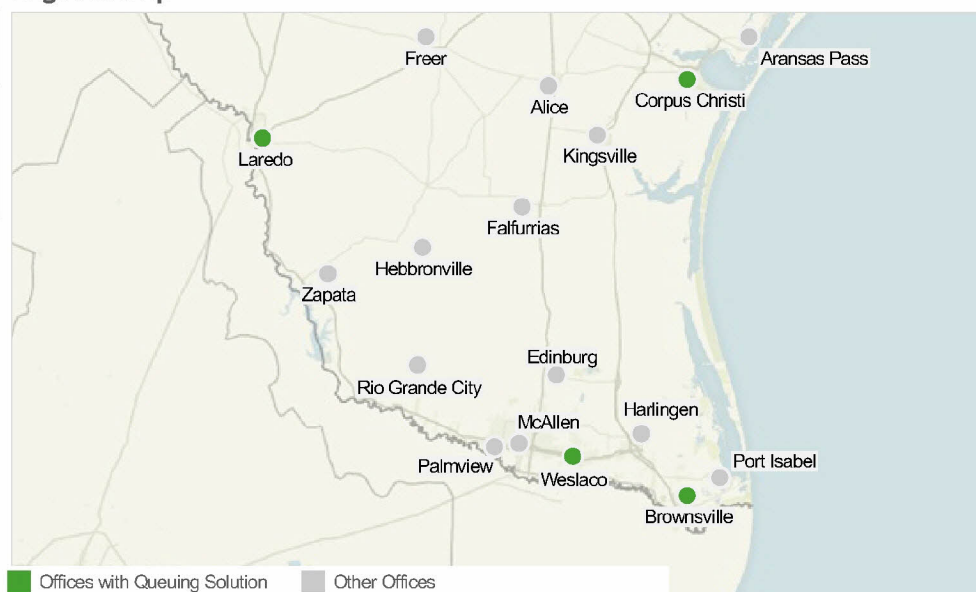 Freer
Aransas Pass
Corpus Christi
Alice
Kingsville
Laredo
Falfurrias
Hebbronville
Zapata
Edinburg
Rio Grande City
Harlingen
McAllen
Palmview
Port Isabel
Weslaco
Brownsville
Offices with Queuing Solution
Other Offices